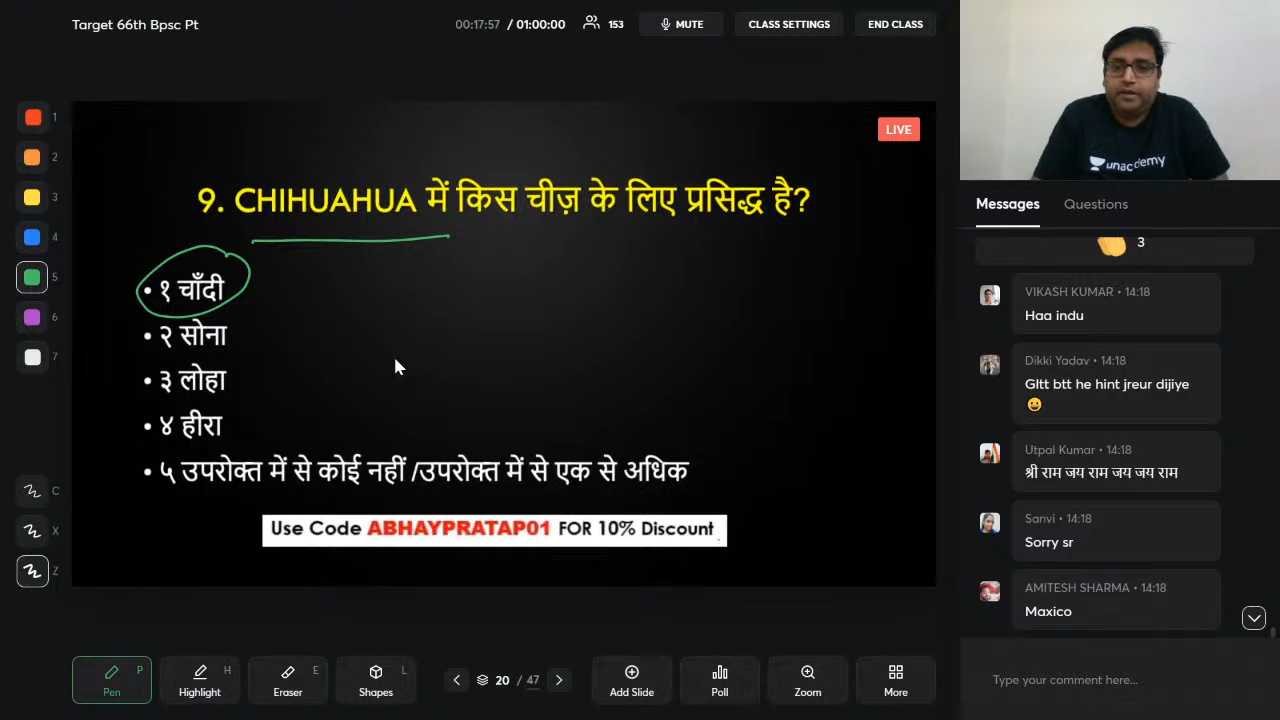 Target 66th Bpsc Pt
00:17:57 / 01:00:00
153
MUTE
CLASS SETTINGS
END CLASS
LIVE
1
2
3
4
5
6
7
C
X
Z
9. CHIHUAHUA में किस चीज़ के लिए प्रसिद्ध है?
• १ चाँदी
• २ सोना
• ३ लोहा
• ४ हीरा
• ५ उपरोक्त में से कोई नहीं /उपरोक्त में से एक से अधिक
Use Code ABHAYPRATAP01 FOR 10% Discount
P
Pen
H
Highlight
E
Eraser
L
Shapes
20 / 47
Add Slide
Poll
Zoom
More
unacademy
Messages
Questions
3
VIKASH KUMAR • 14:18
Haa indu
Dikki Yadav • 14:18
Gltt btt he hint jreur dijiye
Utpal Kumar • 14:18
श्री राम जय राम जय जय राम
Sanvi • 14:18
Sorry sr
AMITESH SHARMA • 14:18
Maxico
Type your comment here...